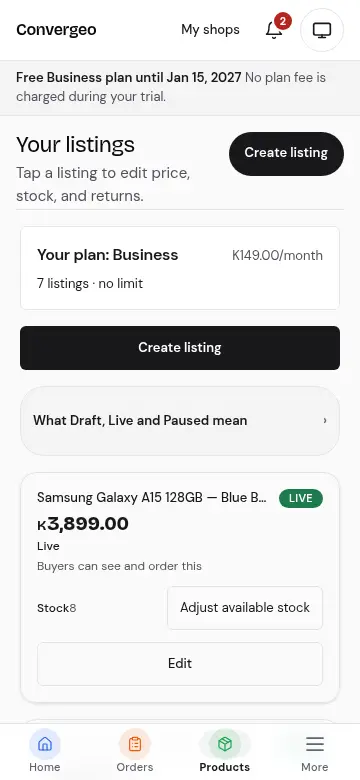 Convergeo
My shops
2
Free Business plan until Jan 15, 2027 No plan fee is
charged during your trial.
Your listings
Create listing
Tap a listing to edit price,
stock, and returns.
Your plan: Business
K149.00/month
7 listings · no limit
Create listing
What Draft, Live and Paused mean
›
Samsung Galaxy A15 128GB — Blue B…
LIVE
K3,899.00
Live
Buyers can see and order this
Stock8
Adjust available stock
Edit
Home
Orders
Products
More